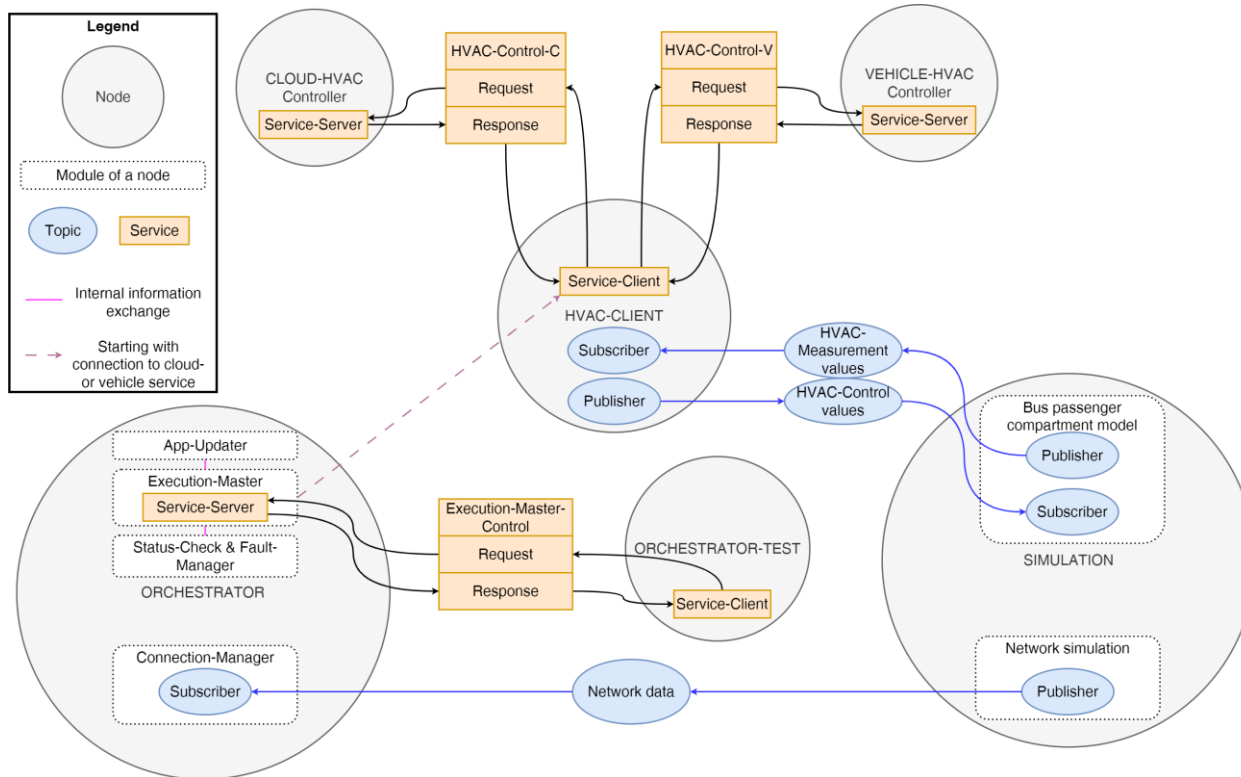 Legend
Node
Module of a node
Topic
Service
Internal information
exchange
Starting with
connection to cloud-
or vehicle service
CLOUD-HVAC
Controller
Service-Server
HVAC-Control-C
Request
Response
HVAC-Control-V
Request
Response
VEHICLE-HVAC
Controller
Service-Server
Service-Client
HVAC-CLIENT
Subscriber
Publisher
HVAC-
Measurement
values
HVAC-Control
values
Bus passenger
compartment model
Publisher
Subscriber
SIMULATION
Network simulation
Publisher
App-Updater
Execution-Master
Service-Server
Status-Check & Fault-
Manager
ORCHESTRATOR
Connection-Manager
Subscriber
Execution-Master-
Control
Request
Response
ORCHESTRATOR-TEST
Service-Client
Network data